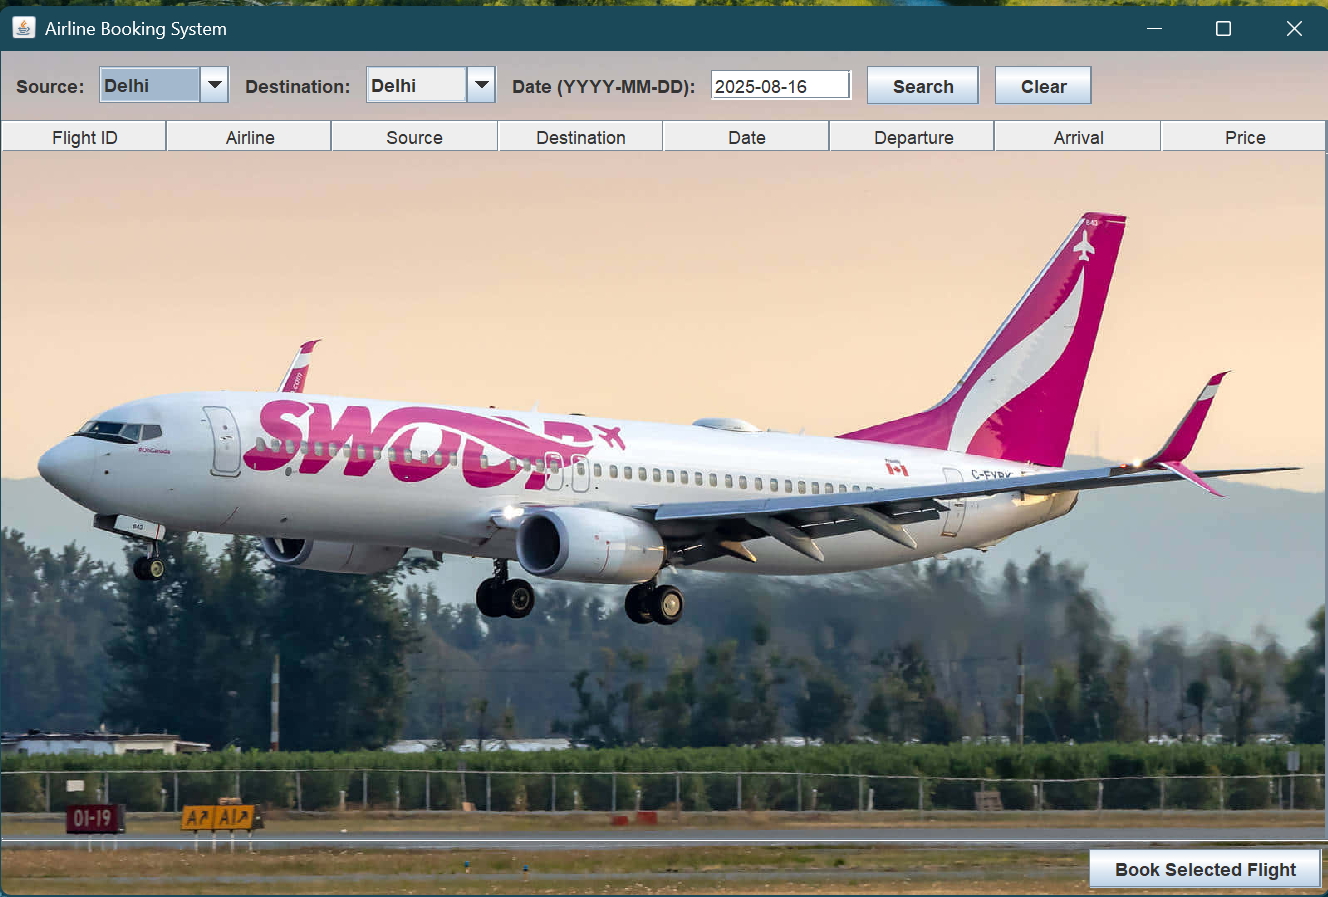 Airline Booking System
Source: Delhi Destination: Delhi Date (YYYY-MM-DD): 2025-08-16 Search Clear
Flight ID Airline Source Destination Date Departure Arrival Price
SWOOP
01-19
A↗ A1↗
Book Selected Flight